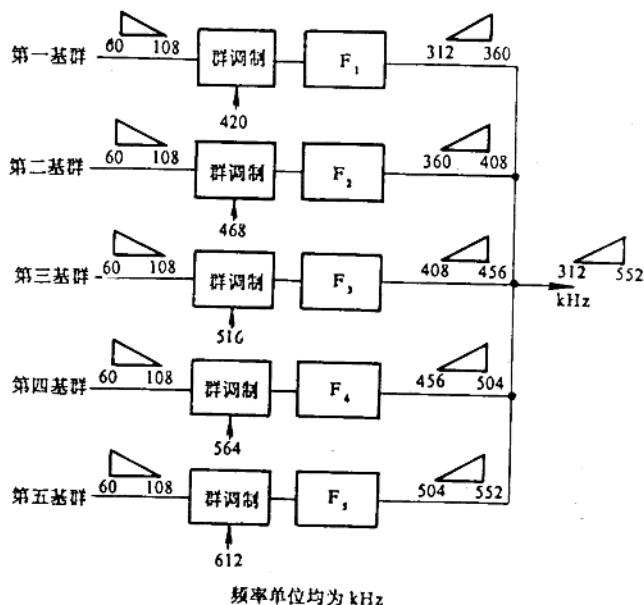 第一基群 60 108 群调制 F₁ 312 360
420
第二基群 60 108 群调制 F₂ 360 408
468
第三基群 60 108 群调制 F₃ 408 456 312 552
kHz
516
第四基群 60 108 群调制 F₄ 456 504
564
第五基群 60 108 群调制 F₅ 504 552
612
频率单位均为 kHz